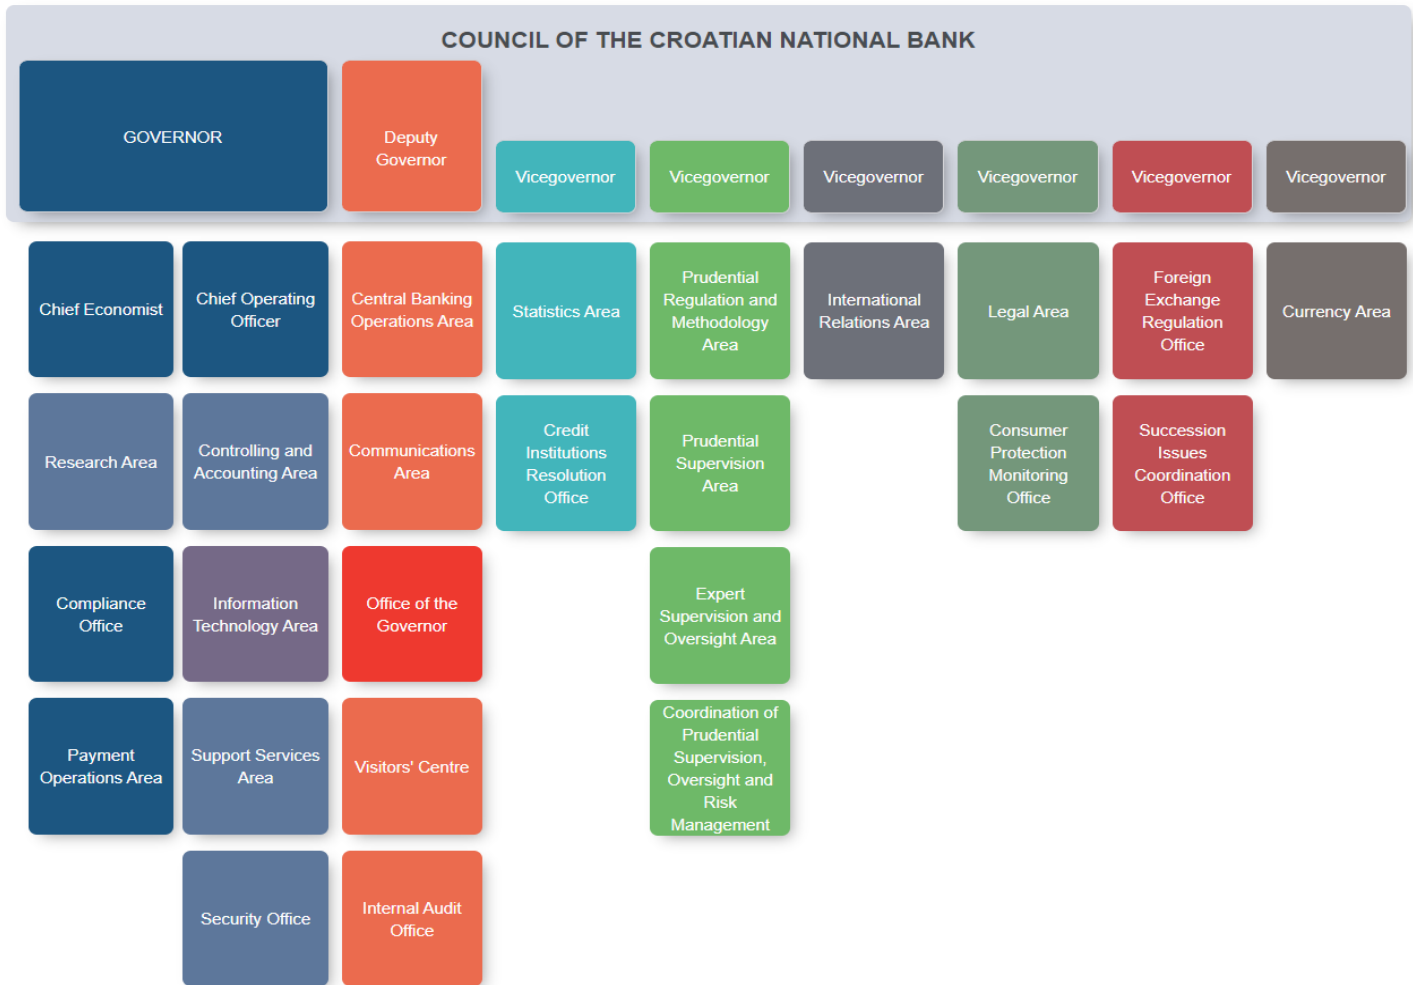 COUNCIL OF THE CROATIAN NATIONAL BANK
GOVERNOR
Deputy
Governor
Vicegovernor
Vicegovernor
Vicegovernor
Vicegovernor
Vicegovernor
Vicegovernor
Chief Economist
Chief Operating
Officer
Central Banking
Operations Area
Statistics Area
Prudential
Regulation and
Methodology
Area
International
Relations Area
Legal Area
Foreign
Exchange
Regulation
Office
Currency Area
Research Area
Controlling and
Accounting Area
Communications
Area
Credit
Institutions
Resolution
Office
Prudential
Supervision
Area
Consumer
Protection
Monitoring
Office
Succession
Issues
Coordination
Office
Compliance
Office
Information
Technology Area
Office of the
Governor
Expert
Supervision and
Oversight Area
Payment
Operations Area
Support Services
Area
Visitors' Centre
Coordination of
Prudential
Supervision,
Oversight and
Risk
Management
Security Office
Internal Audit
Office